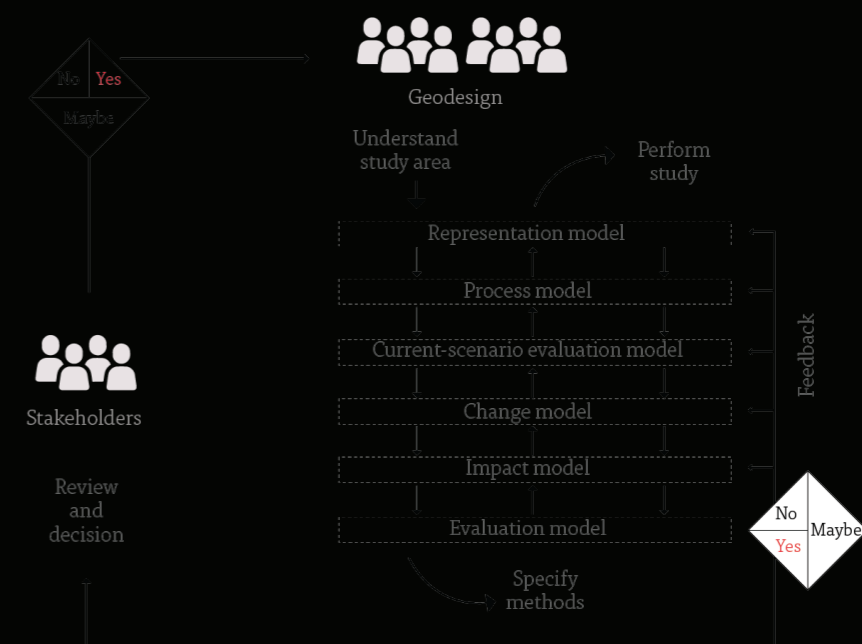 No
Yes
Maybe
Geodesign
Understand
study area
Perform
study
Representation model
Process model
Current-scenario evaluation model
Change model
Impact model
Evaluation model
Specify
methods
Feedback
No
Yes
Maybe
Stakeholders
Review
and
decision